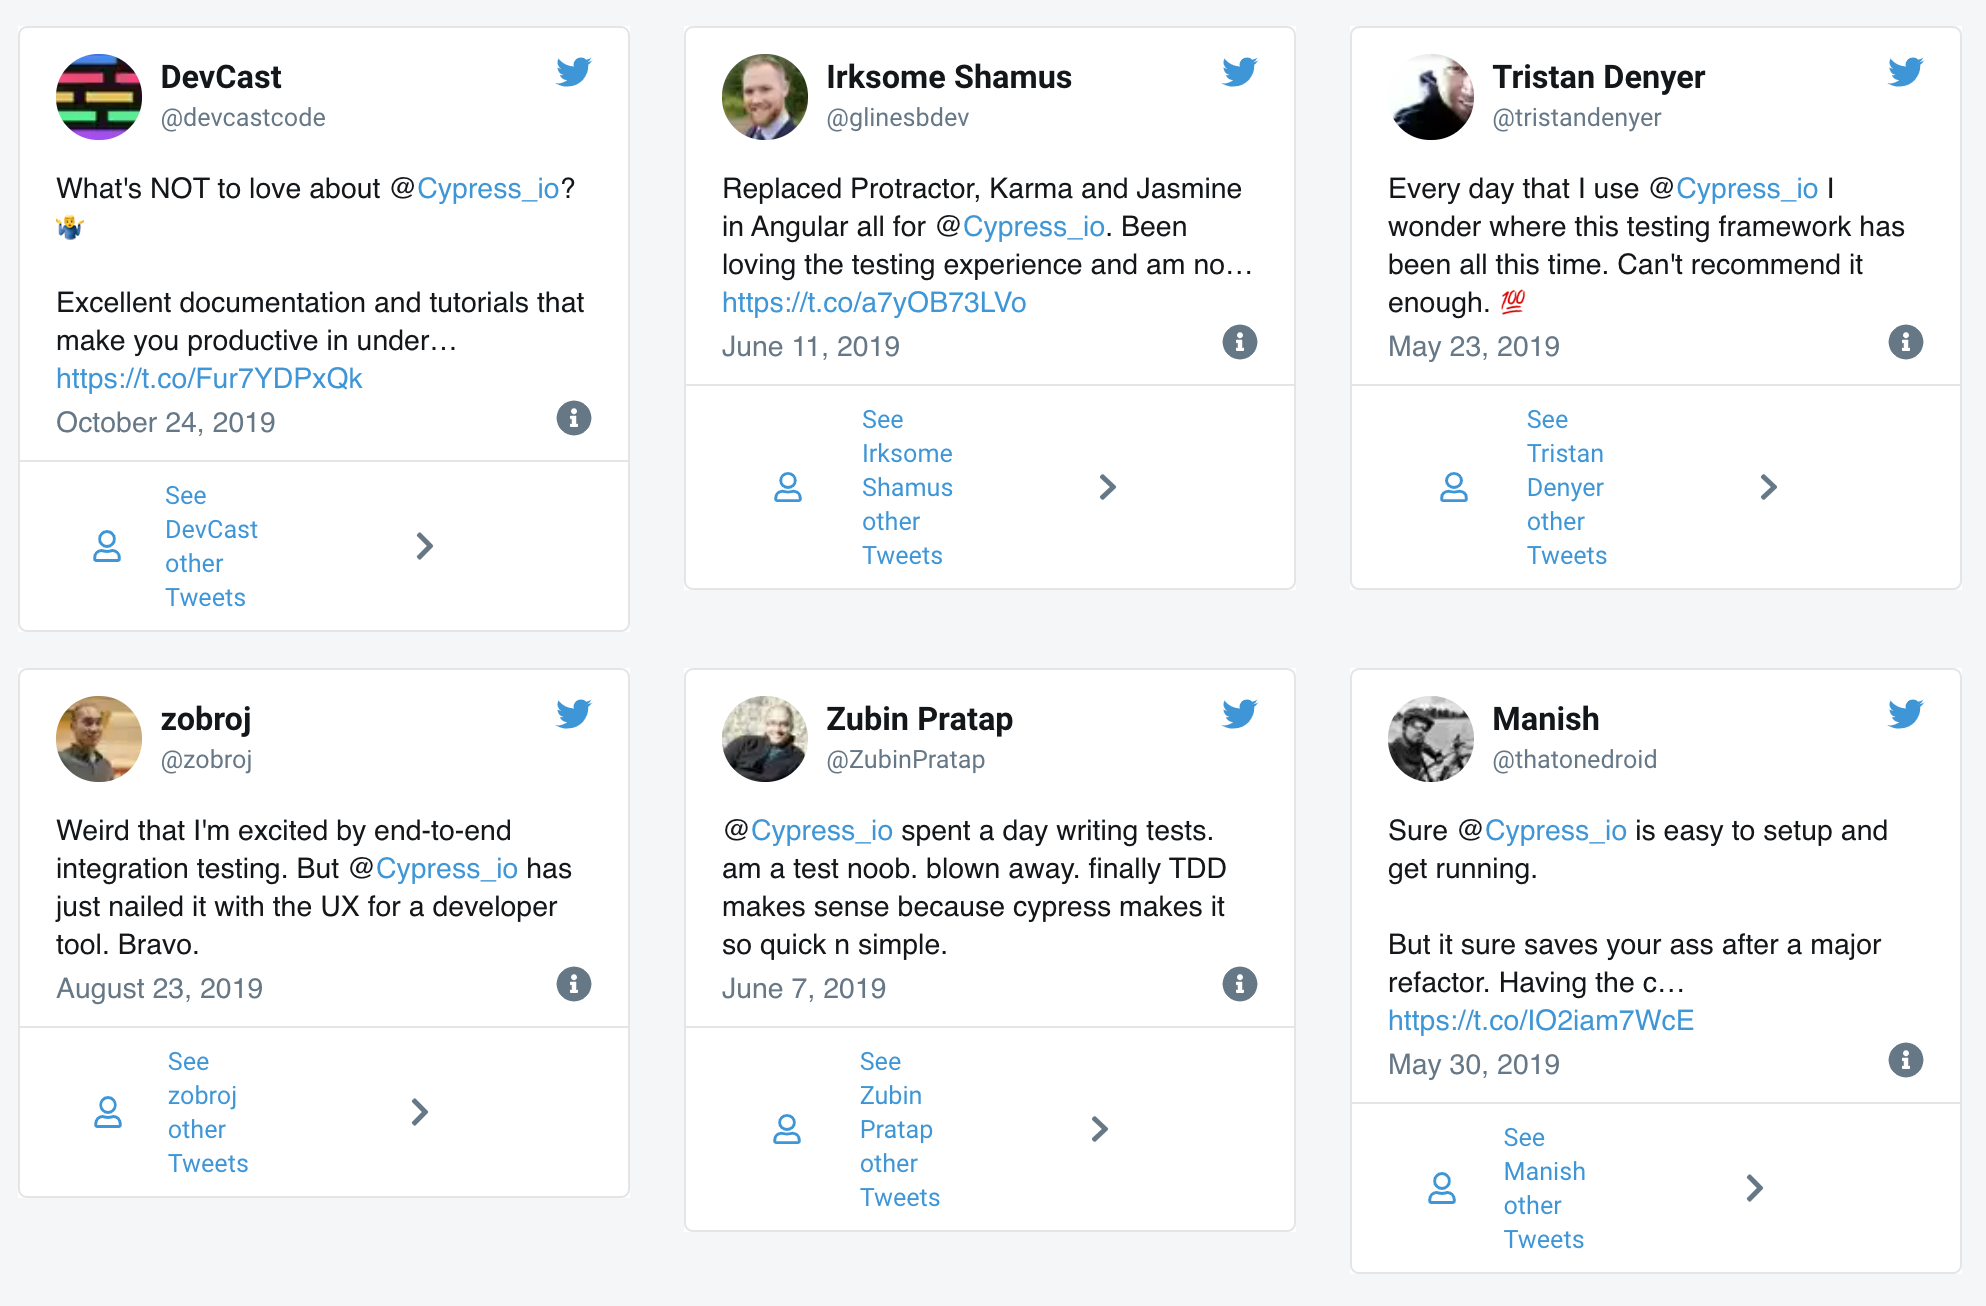 DevCast
@devcastcode
What's NOT to love about @Cypress_io?
🤷‍♂️
Excellent documentation and tutorials that
make you productive in under…
https://t.co/Fur7YDPxQk
October 24, 2019
See
DevCast
other
Tweets
Irksome Shamus
@glinesbdev
Replaced Protractor, Karma and Jasmine
in Angular all for @Cypress_io. Been
loving the testing experience and am no…
https://t.co/a7yOB73LVo
June 11, 2019
See
Irksome
Shamus
other
Tweets
Tristan Denyer
@tristandenyer
Every day that I use @Cypress_io I
wonder where this testing framework has
been all this time. Can't recommend it
enough. 💯
May 23, 2019
See
Tristan
Denyer
other
Tweets
zobroj
@zobroj
Weird that I'm excited by end-to-end
integration testing. But @Cypress_io has
just nailed it with the UX for a developer
tool. Bravo.
August 23, 2019
See
zobroj
other
Tweets
Zubin Pratap
@ZubinPratap
@Cypress_io spent a day writing tests.
am a test noob. blown away. finally TDD
makes sense because cypress makes it
so quick n simple.
June 7, 2019
See
Zubin
Pratap
other
Tweets
Manish
@thatonedroid
Sure @Cypress_io is easy to setup and
get running.
But it sure saves your ass after a major
refactor. Having the c…
https://t.co/IO2iam7WcE
May 30, 2019
See
Manish
other
Tweets